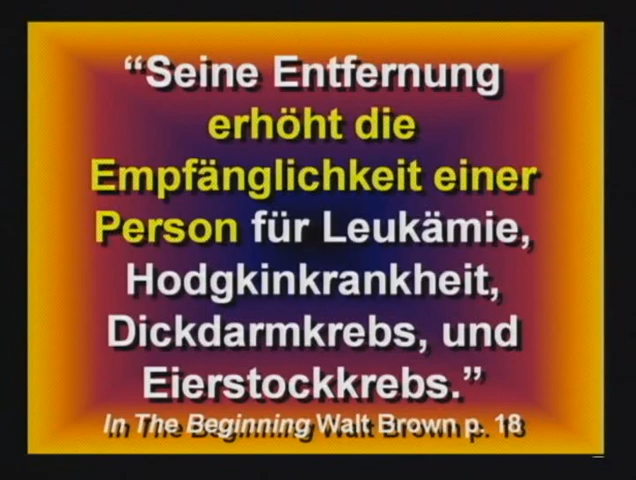 “Seine Entfernung
erhöht die
Empfänglichkeit einer
Person für Leukämie,
Hodgkinkrankheit,
Dickdarmkrebs, und
Eierstockkrebs.”
In The Beginning Walt Brown p. 18